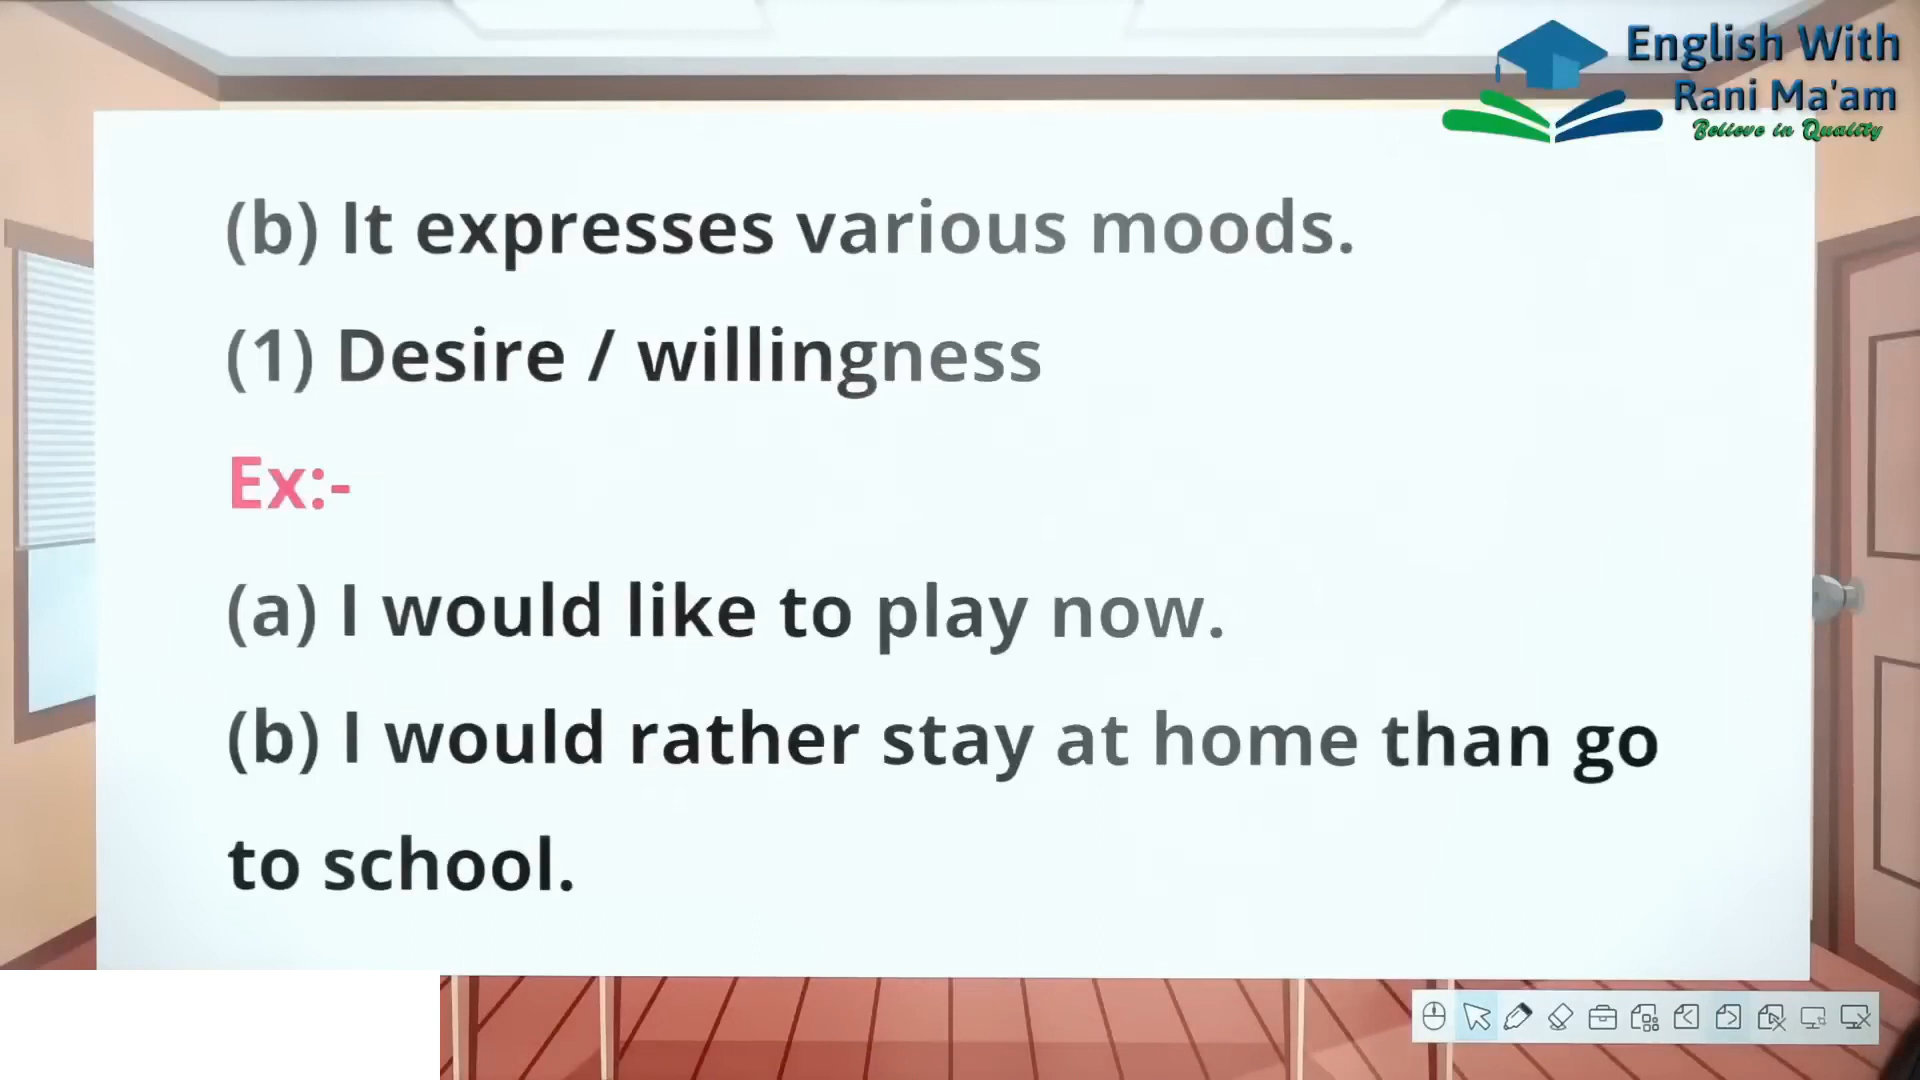 English With
Rani Ma'am
Believe in Quality
(b) It expresses various moods.
(1) Desire / willingness
Ex:-
(a) I would like to play now.
(b) I would rather stay at home than go
to school.